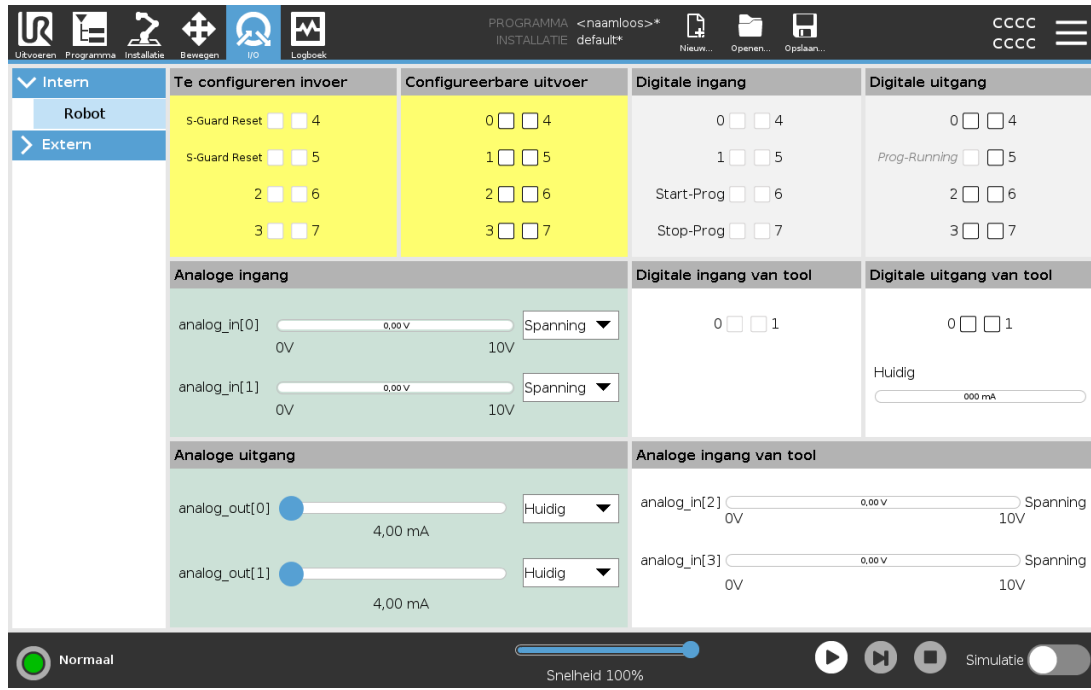 PROGRAMMA <naamloos>*
INSTALLATIE default*
CCCC
CCCC
Uitvoeren Programma Installatie Bewegen I/O Logboek Nieuw... Openen... Opslaan...
Intern
Robot
Extern
Te configureren invoer
S-Guard Reset 4
S-Guard Reset 5
2 6
3 7
Configureerbare uitvoer
0 4
1 5
2 6
3 7
Digitale ingang
0 4
1 5
Start-Prog 6
Stop-Prog 7
Digitale uitgang
0 4
Prog-Running 5
2 6
3 7
Analoge ingang
analog_in[0] 0,00 V Spanning
0V 10V
analog_in[1] 0,00 V Spanning
0V 10V
Digitale ingang van tool
0 1
Digitale uitgang van tool
0 1
Huidig
000 mA
Analoge uitgang
analog_out[0] Huidig
4,00 mA
analog_out[1] Huidig
4,00 mA
Analoge ingang van tool
analog_in[2] 0,00 V Spanning
0V 10V
analog_in[3] 0,00 V Spanning
0V 10V
Normaal
Snelheid 100%
Simulatie